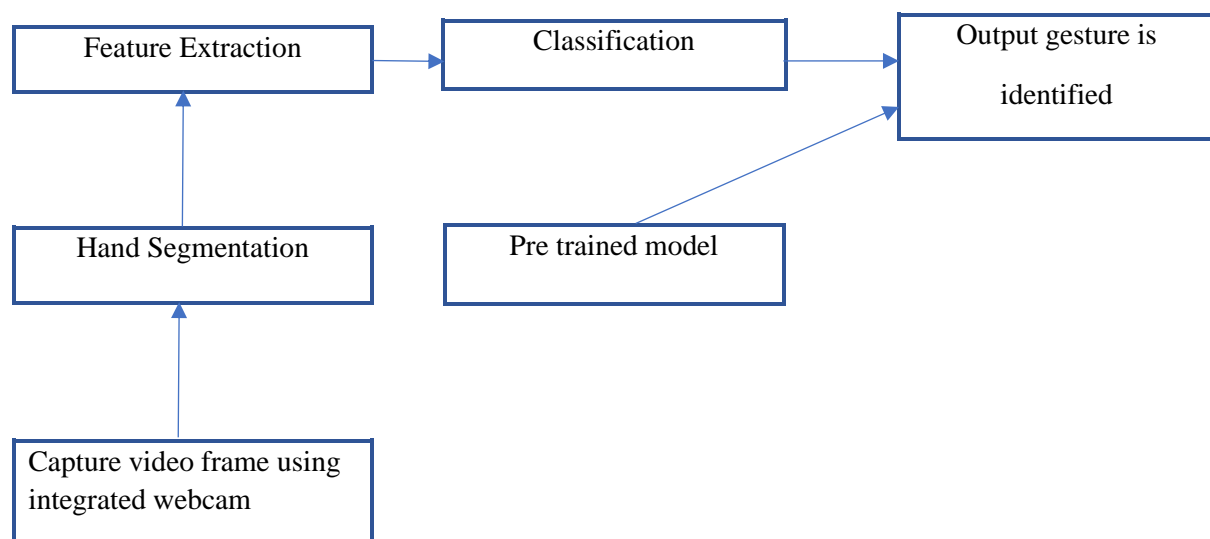 Feature Extraction
Classification
Output gesture is
identified
Hand Segmentation
Pre trained model
Capture video frame using
integrated webcam